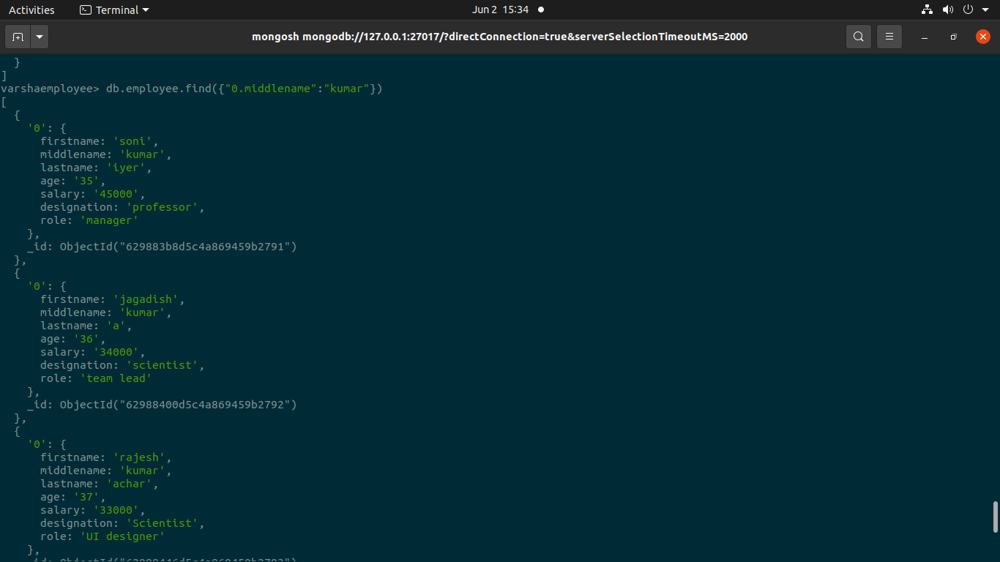 Activities Terminal Jun 2 15:34
mongosh mongodb://127.0.0.1:27017/?directConnection=true&serverSelectionTimeoutMS=2000
  }
]
varshaemployee> db.employee.find({"0.middlename":"kumar"})
[
  {
    '0': {
      firstname: 'soni',
      middlename: 'kumar',
      lastname: 'iyer',
      age: '35',
      salary: '45000',
      designation: 'professor',
      role: 'manager'
    },
    _id: ObjectId("629883b8d5c4a869459b2791")
  },
  {
    '0': {
      firstname: 'jagadish',
      middlename: 'kumar',
      lastname: 'a',
      age: '36',
      salary: '34000',
      designation: 'scientist',
      role: 'team lead'
    },
    _id: ObjectId("62988400d5c4a869459b2792")
  },
  {
    '0': {
      firstname: 'rajesh',
      middlename: 'kumar',
      lastname: 'achar',
      age: '37',
      salary: '33000',
      designation: 'Scientist',
      role: 'UI designer'
    },